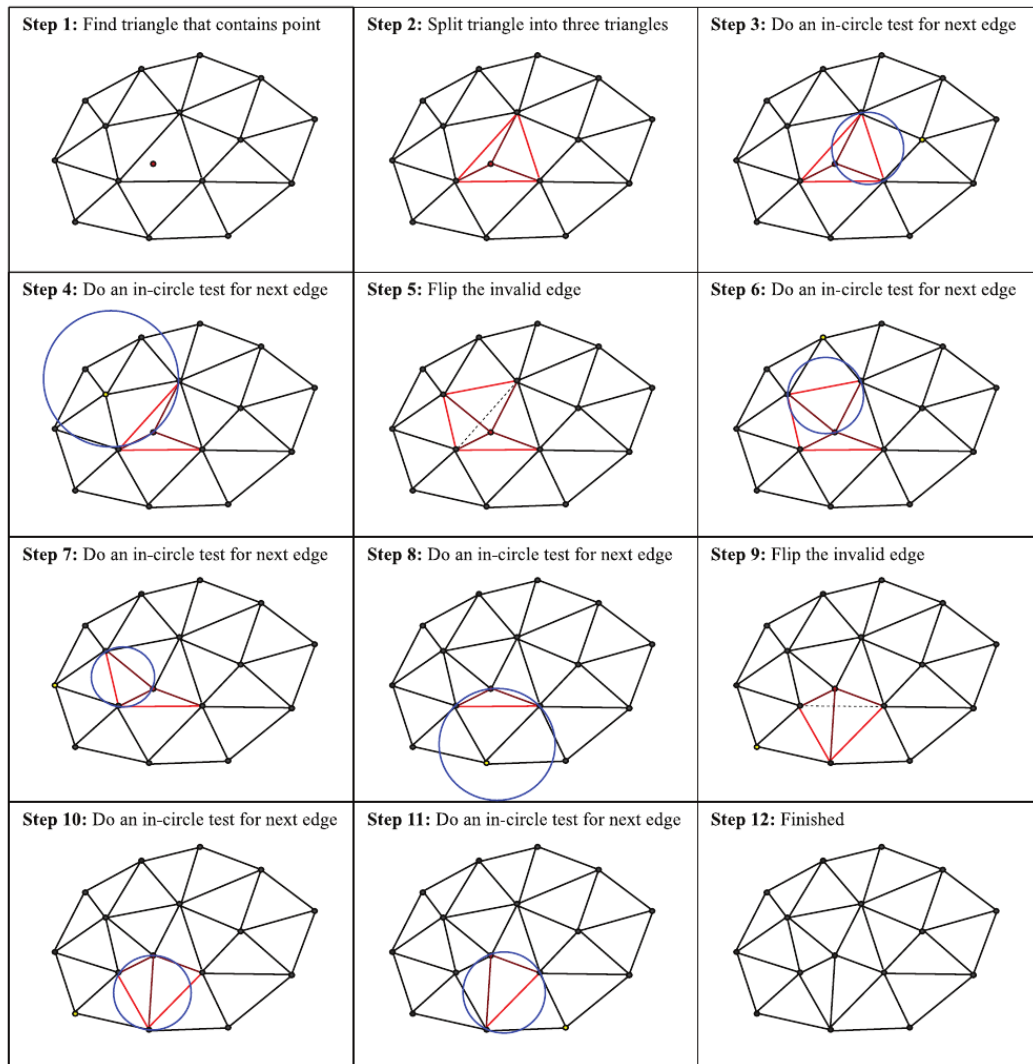 Step 1: Find triangle that contains point
Step 2: Split triangle into three triangles
Step 3: Do an in-circle test for next edge
Step 4: Do an in-circle test for next edge
Step 5: Flip the invalid edge
Step 6: Do an in-circle test for next edge
Step 7: Do an in-circle test for next edge
Step 8: Do an in-circle test for next edge
Step 9: Flip the invalid edge
Step 10: Do an in-circle test for next edge
Step 11: Do an in-circle test for next edge
Step 12: Finished